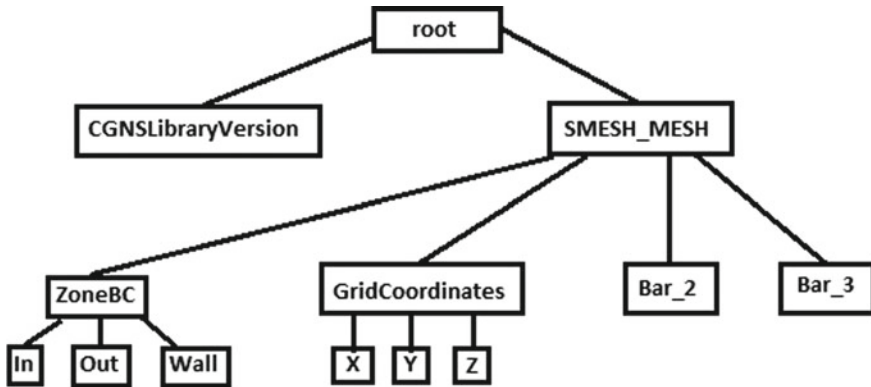 root
CGNSLibraryVersion
SMESH_MESH
ZoneBC
GridCoordinates
Bar_2
Bar_3
In
Out
Wall
X
Y
Z